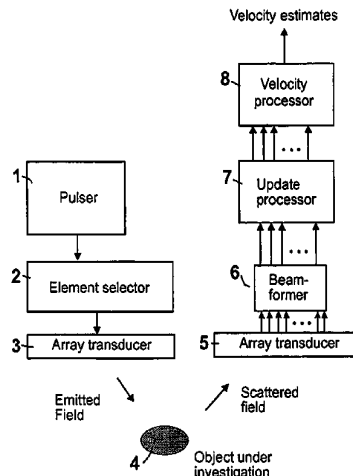 Velocity estimates
8
Velocity
processor
7
Update
processor
6
Beam-
former
5
Array transducer
Scattered
field
1
Pulser
2
Element selector
3
Array transducer
Emitted
Field
4
Object under
investigation